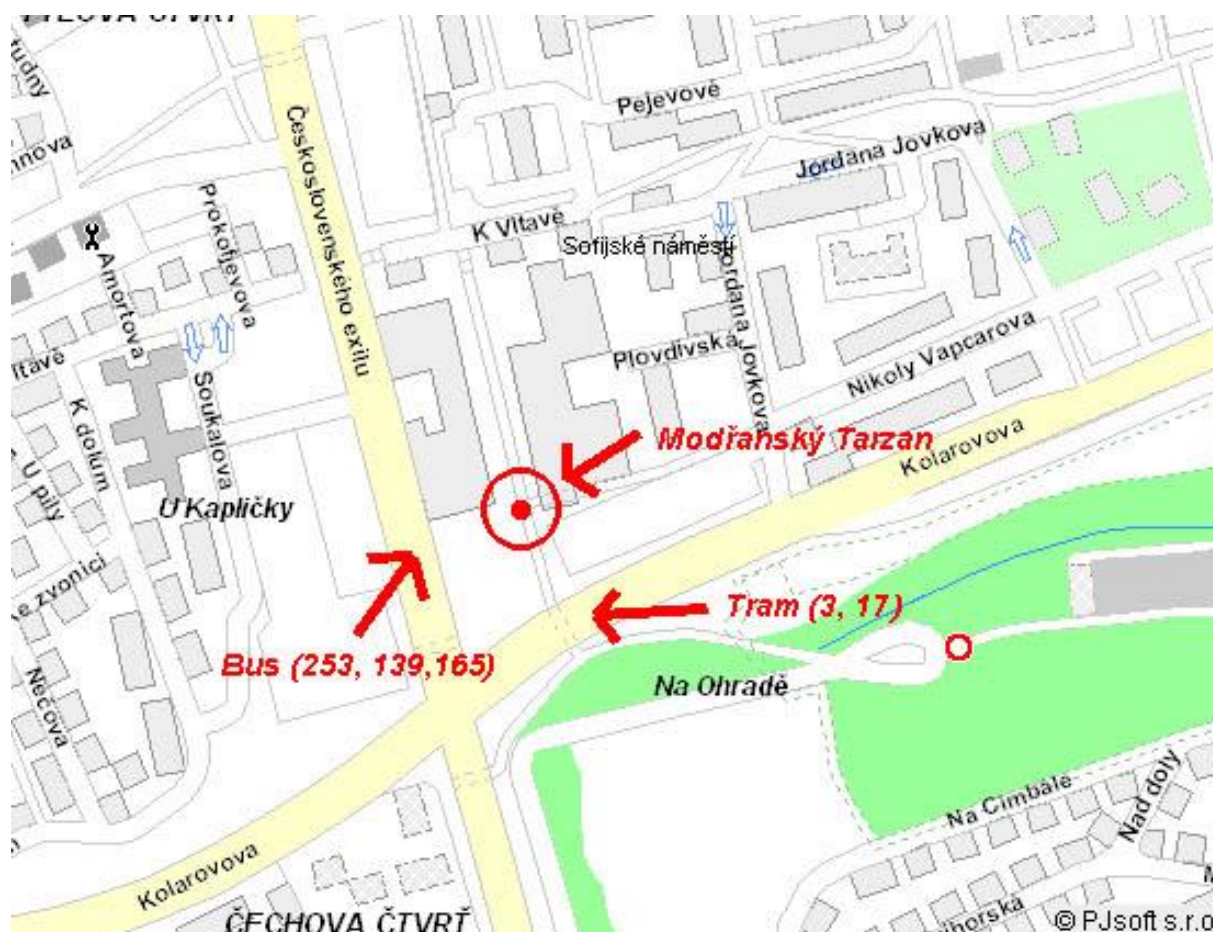 TYLOVA ČTVRŤ
Československého exilu
Pejevové
Jordana Jovkova
Prokofjevova
K Vltavě
Sofijské náměstí
Amortova
Jordana Jovkova
Plovdivská
Nikoly Vapcarova
Soukalova
K dolům
U pily
Modřanský Tarzan
Kolarovova
U Kapličky
Tram (3, 17)
Bus (253, 139,165)
Na Ohradě
Nečova
Na Cimbále
Nad doly
Kolarovova
ČECHOVA ČTVRŤ
© PJsoft s.r.o